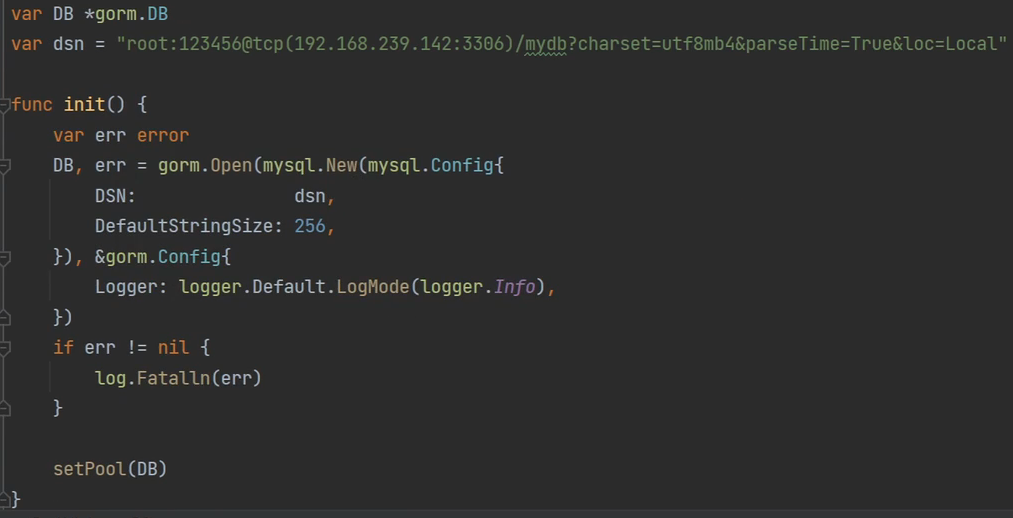 var DB *gorm.DB
var dsn = "root:123456@tcp(192.168.239.142:3306)/mydb?charset=utf8mb4&parseTime=True&loc=Local"

func init() {
    var err error
    DB, err = gorm.Open(mysql.New(mysql.Config{
        DSN:               dsn,
        DefaultStringSize: 256,
    }), &gorm.Config{
        Logger: logger.Default.LogMode(logger.Info),
    })
    if err != nil {
        log.Fatalln(err)
    }

    setPool(DB)
}